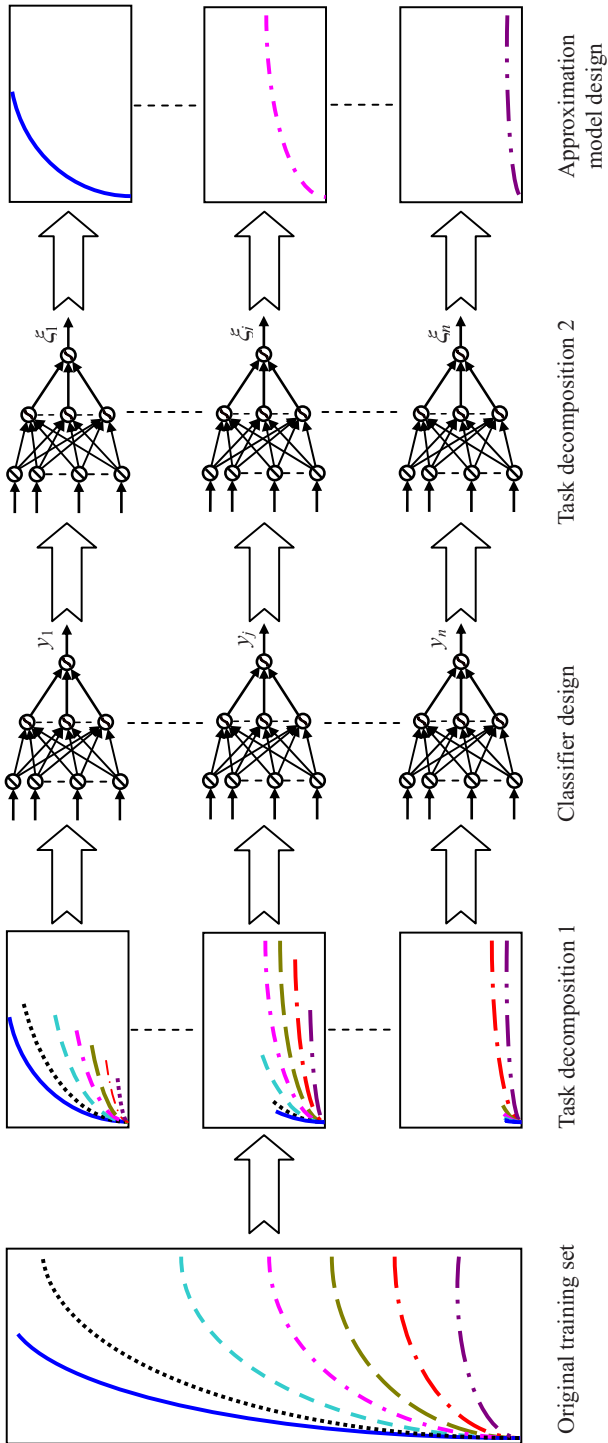 y₁
yⱼ
yₙ
ξ₁
ξᵢ
ξₙ
Original training set
Task decomposition 1
Classifier design
Task decomposition 2
Approximation
model design